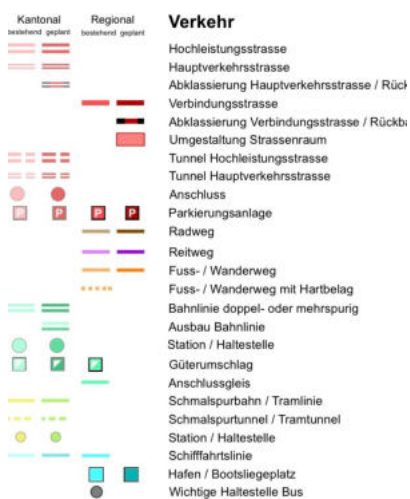 Kantonal Regional Verkehr
bestehend geplant bestehend geplant
Hochleistungsstrasse
Hauptverkehrsstrasse
Abklassierung Hauptverkehrsstrasse / Rück
Verbindungsstrasse
Abklassierung Verbindungsstrasse / Rückba
Umgestaltung Strassenraum
Tunnel Hochleistungsstrasse
Tunnel Hauptverkehrsstrasse
Anschluss
P P P P Parkierungsanlage
Radweg
Reitweg
Fuss- / Wanderweg
Fuss- / Wanderweg mit Hartbelag
Bahnlinie doppel- oder mehrspurig
Ausbau Bahnlinie
Station / Haltestelle
Güterumschlag
Anschlussgleis
Schmalspurbahn / Tramlinie
Schmalspurtunnel / Tramtunnel
Station / Haltestelle
Schifffahrtslinie
Hafen / Bootsliegeplatz
Wichtige Haltestelle Bus